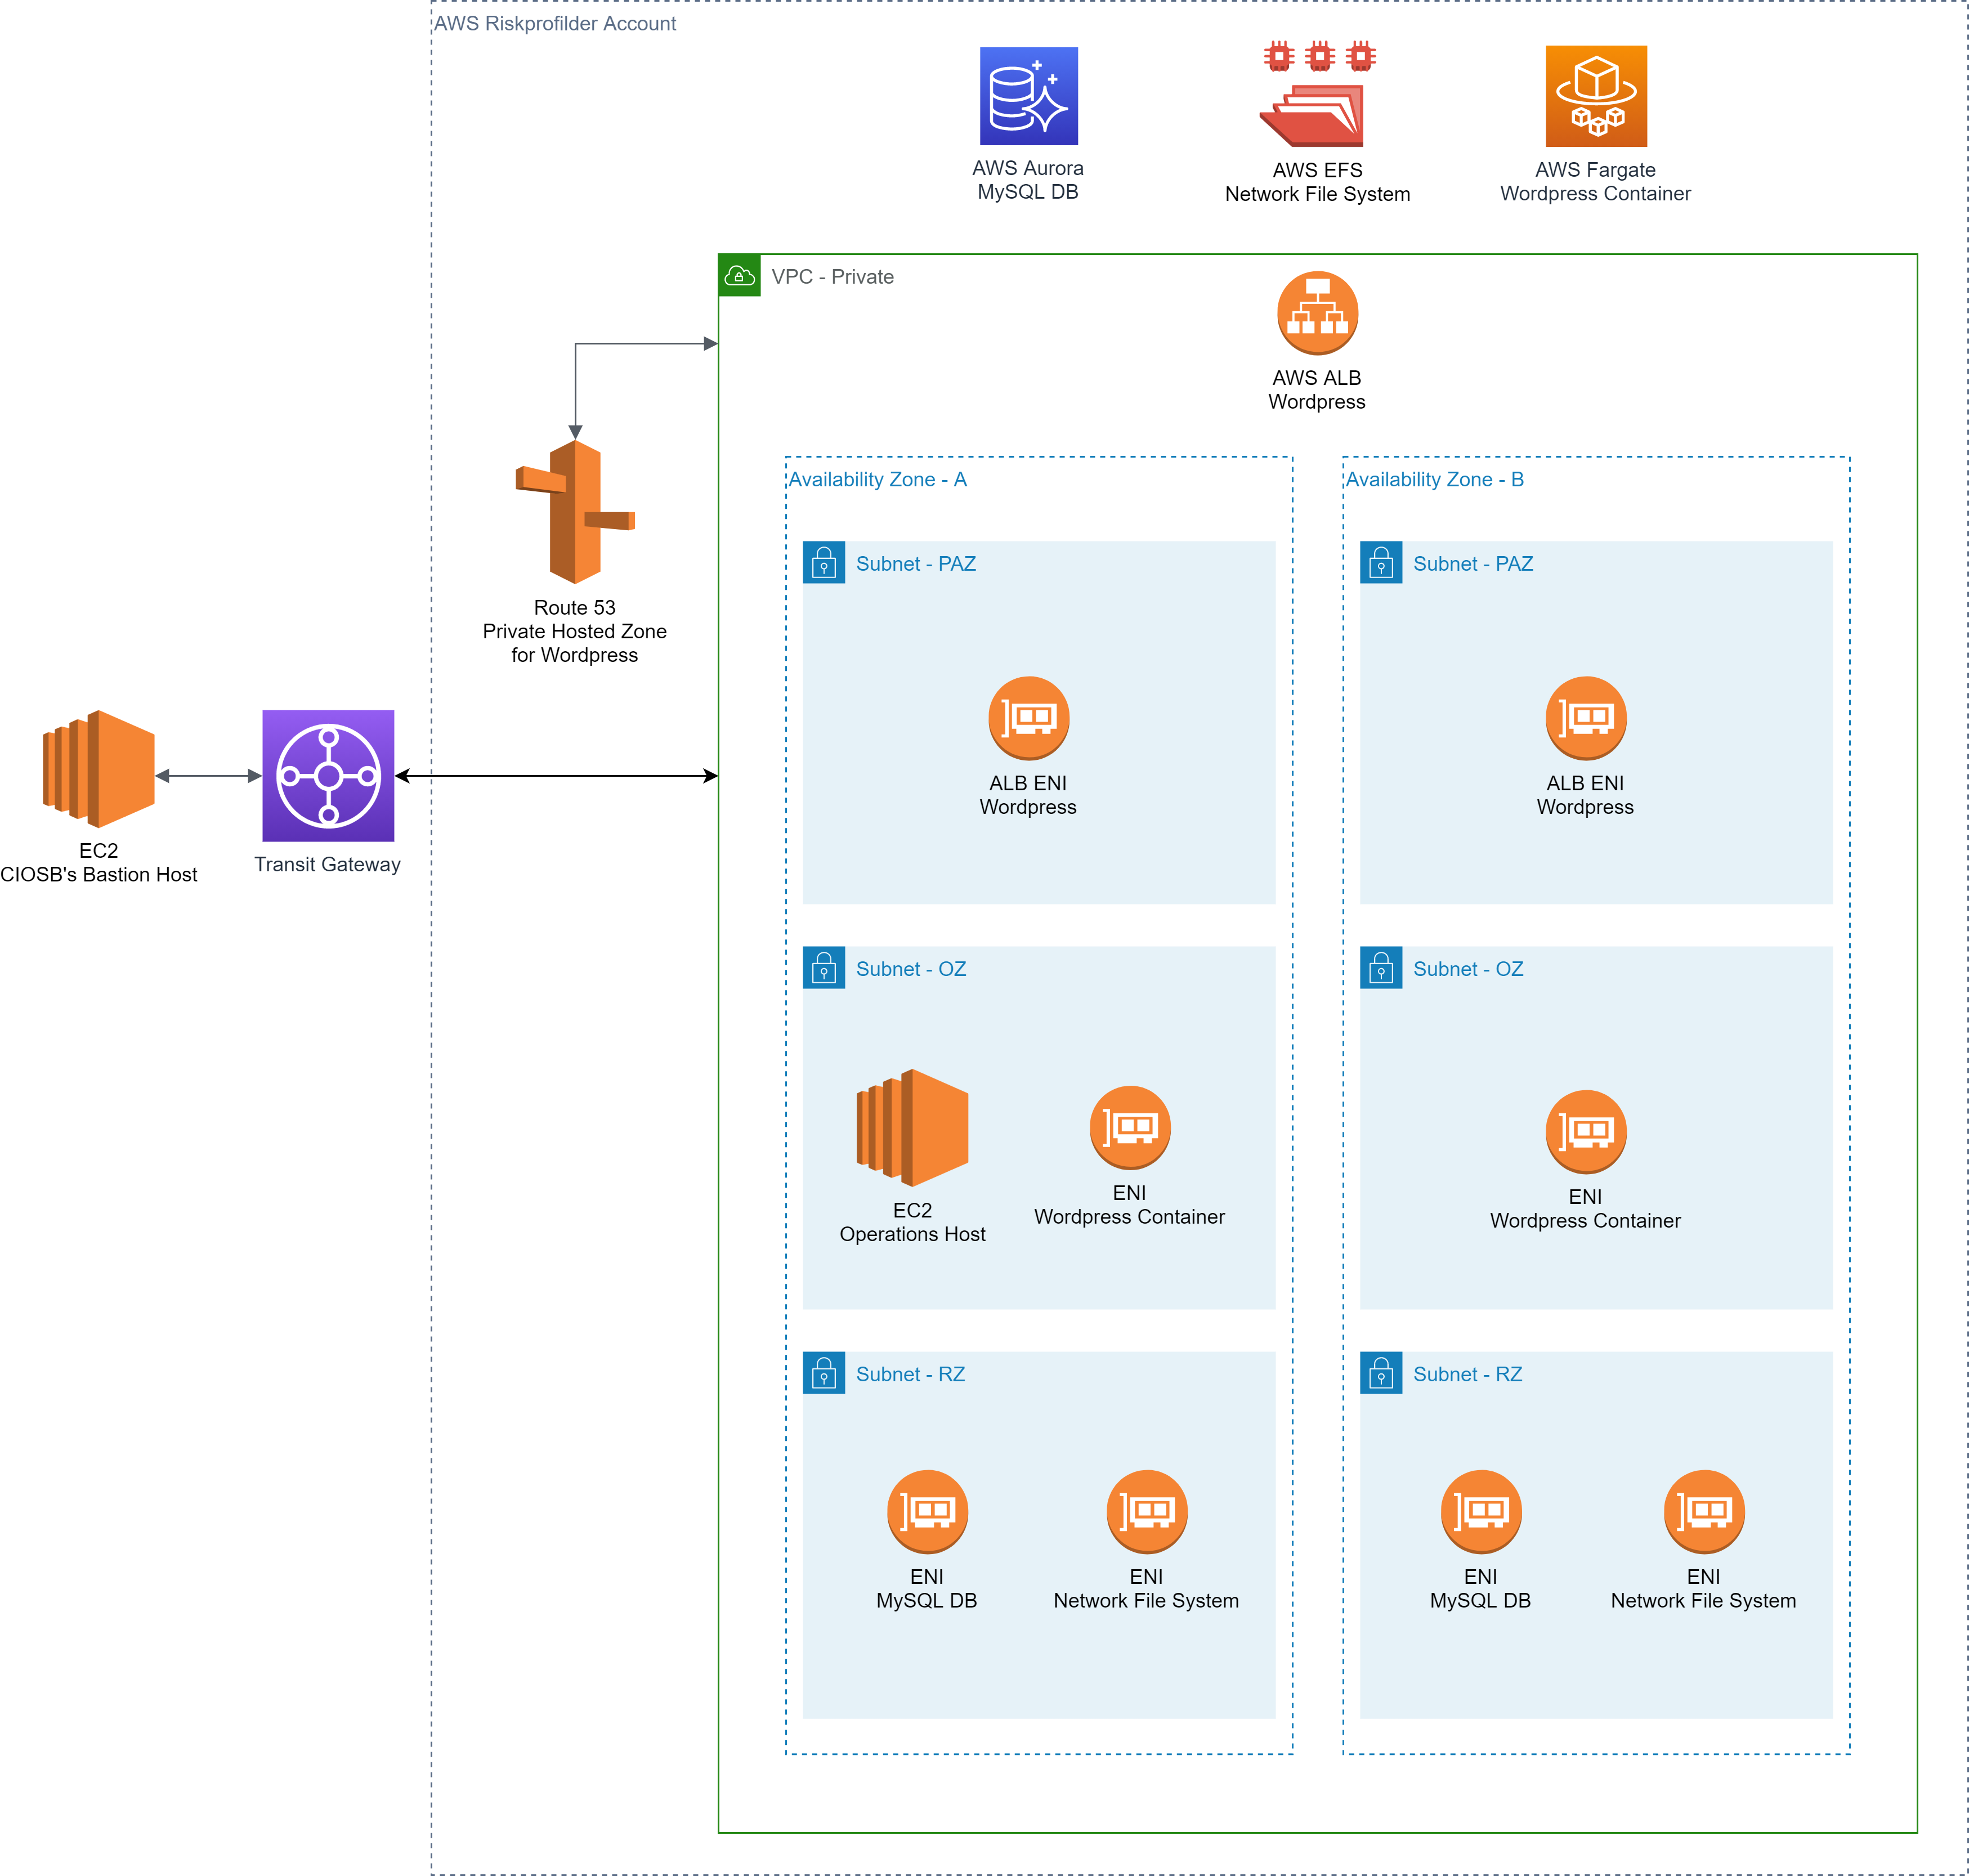 AWS Riskprofilder Account
AWS Aurora
MySQL DB
AWS EFS
Network File System
AWS Fargate
Wordpress Container
VPC - Private
AWS ALB
Wordpress
Route 53
Private Hosted Zone
for Wordpress
EC2
CIOSB's Bastion Host
Transit Gateway
Availability Zone - A
Subnet - PAZ
ALB ENI
Wordpress
Subnet - OZ
EC2
Operations Host
ENI
Wordpress Container
Subnet - RZ
ENI
MySQL DB
ENI
Network File System
Availability Zone - B
Subnet - PAZ
ALB ENI
Wordpress
Subnet - OZ
ENI
Wordpress Container
Subnet - RZ
ENI
MySQL DB
ENI
Network File System